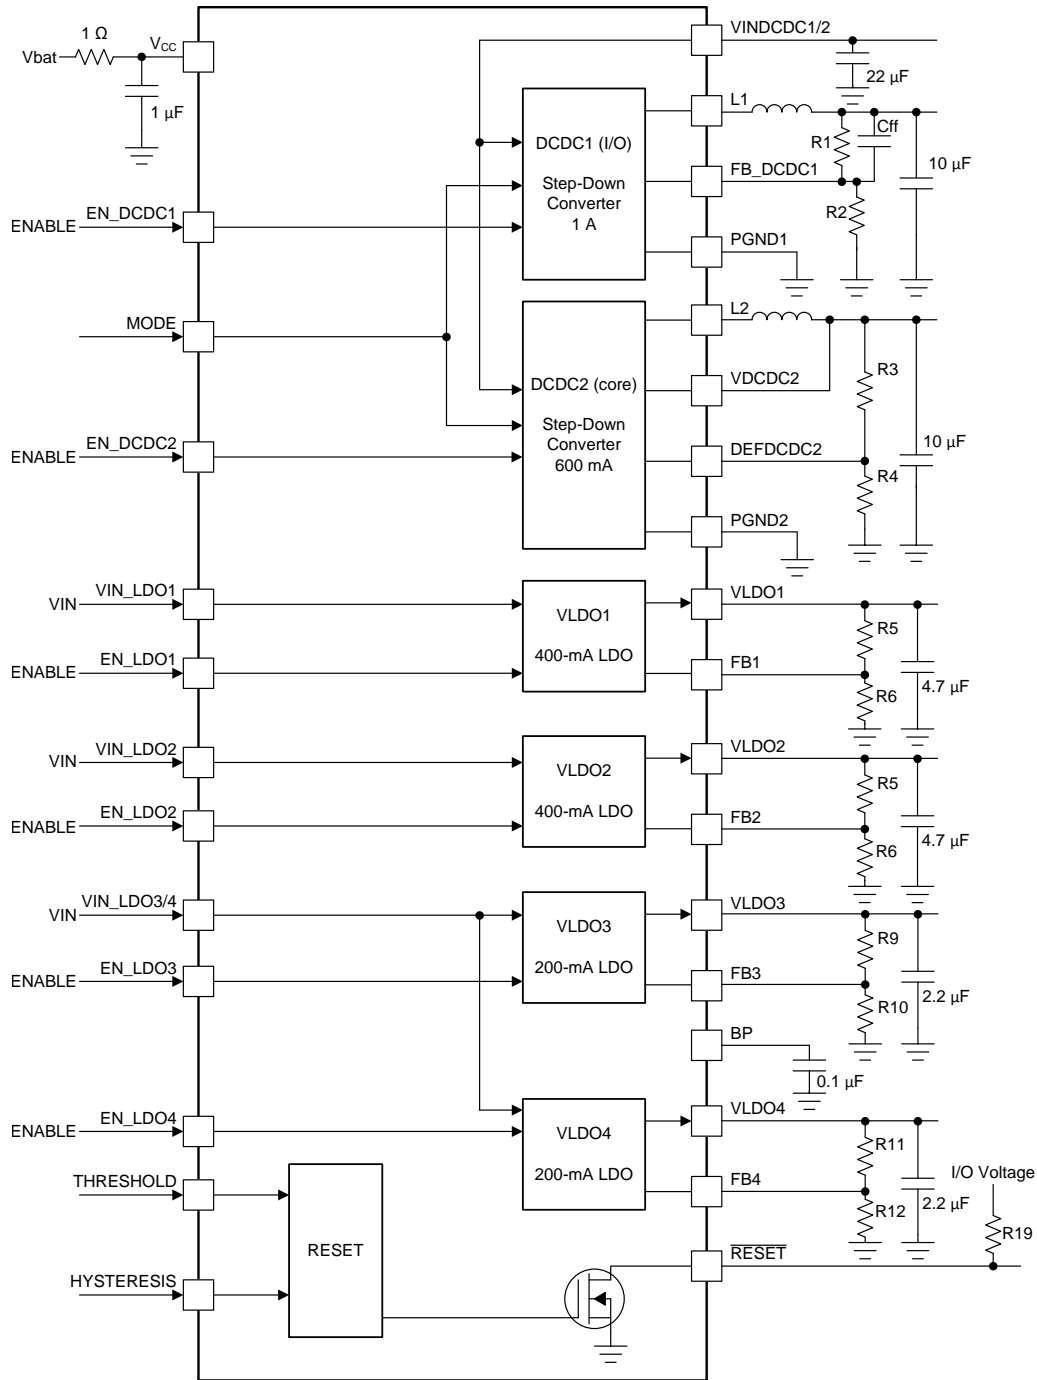 1 Ω
Vbat
VCC
1 µF
VINDCDC1/2
22 µF
L1
DCDC1 (I/O)
Step-Down
Converter
1 A
R1
Cff
FB_DCDC1
10 µF
R2
ENABLE
EN_DCDC1
PGND1
MODE
L2
DCDC2 (core)
Step-Down
Converter
600 mA
VDCDC2
R3
10 µF
ENABLE
EN_DCDC2
DEFDCDC2
R4
PGND2
VIN
VIN_LDO1
VLDO1
400-mA LDO
VLDO1
R5
ENABLE
EN_LDO1
FB1
R6
4.7 µF
VIN
VIN_LDO2
VLDO2
400-mA LDO
VLDO2
R5
ENABLE
EN_LDO2
FB2
R6
4.7 µF
VIN
VIN_LDO3/4
VLDO3
200-mA LDO
VLDO3
R9
ENABLE
EN_LDO3
FB3
R10
2.2 µF
BP
0.1 µF
ENABLE
EN_LDO4
VLDO4
200-mA LDO
VLDO4
R11
FB4
R12
2.2 µF
I/O Voltage
R19
THRESHOLD
RESET
RESET
HYSTERESIS